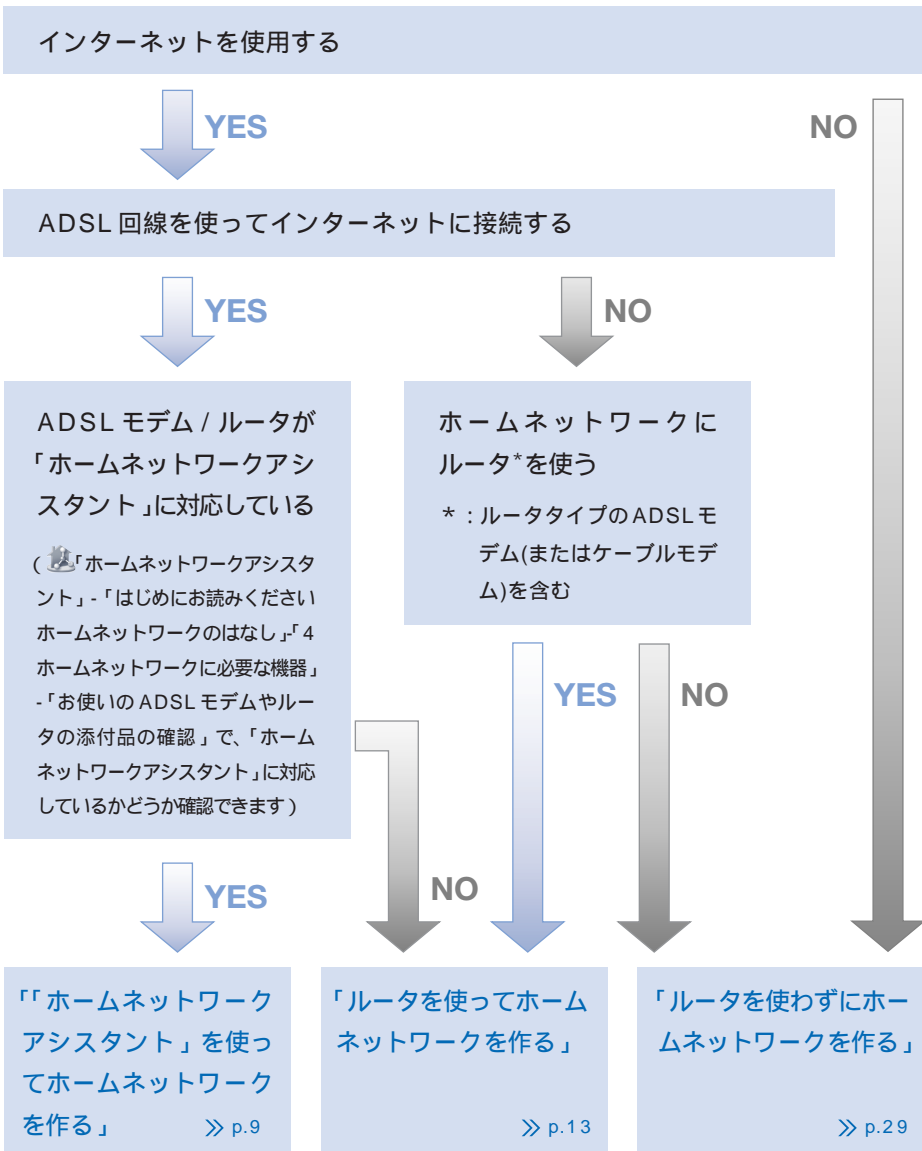 インターネットを使用する
YES
NO
ADSL 回線を使ってインターネットに接続する
YES
NO
ADSL モデム / ルータが
「ホームネットワークアシ
スタント」に対応している
(「ホームネットワークアシスタ
ント」-「はじめにお読みください
ホームネットワークのはなし」-「4
ホームネットワークに必要な機器」
-「お使いの ADSL モデムやルー
タの添付品の確認」で、「ホーム
ネットワークアシスタント」に対応
しているかどうか確認できます)
ホームネットワークに
ルータ*を使う
* : ルータタイプのADSLモ
デム(またはケーブルモデ
ム)を含む
YES
NO
YES
NO
「「ホームネットワーク
アシスタント」を使っ
てホームネットワーク
を作る」 ≫ p.9
「ルータを使ってホーム
ネットワークを作る」
≫ p.13
「ルータを使わずにホー
ムネットワークを作る」
≫ p.29